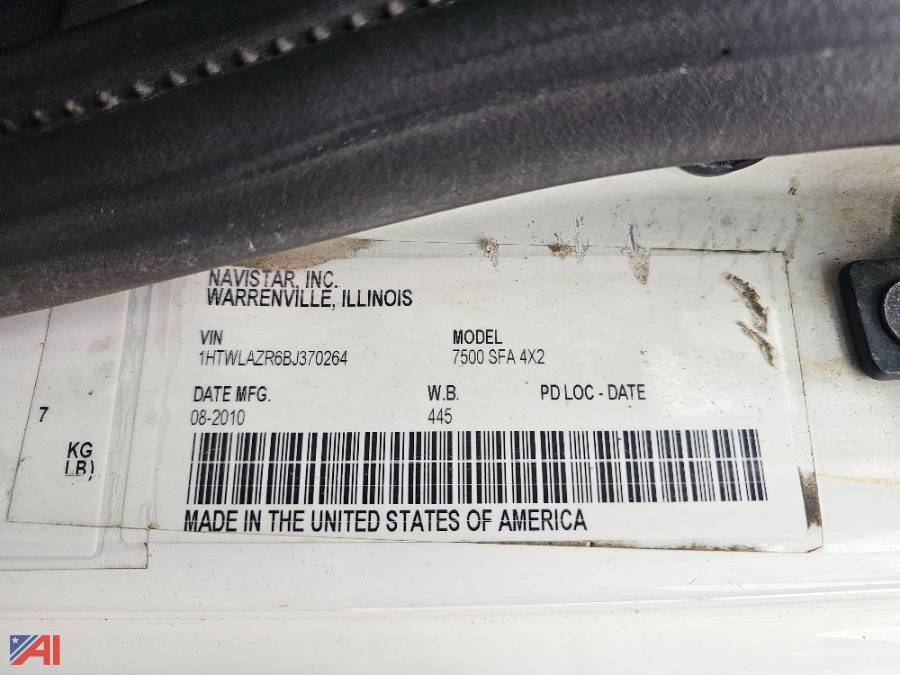 NAVISTAR, INC.
WARRENVILLE, ILLINOIS
VIN
MODEL
1HTWLAZR6BJ370264
7500 SFA 4X2
DATE MFG.
W.B.
PD LOC - DATE
08-2010
445
7
KG
LB)
MADE IN THE UNITED STATES OF AMERICA
AI